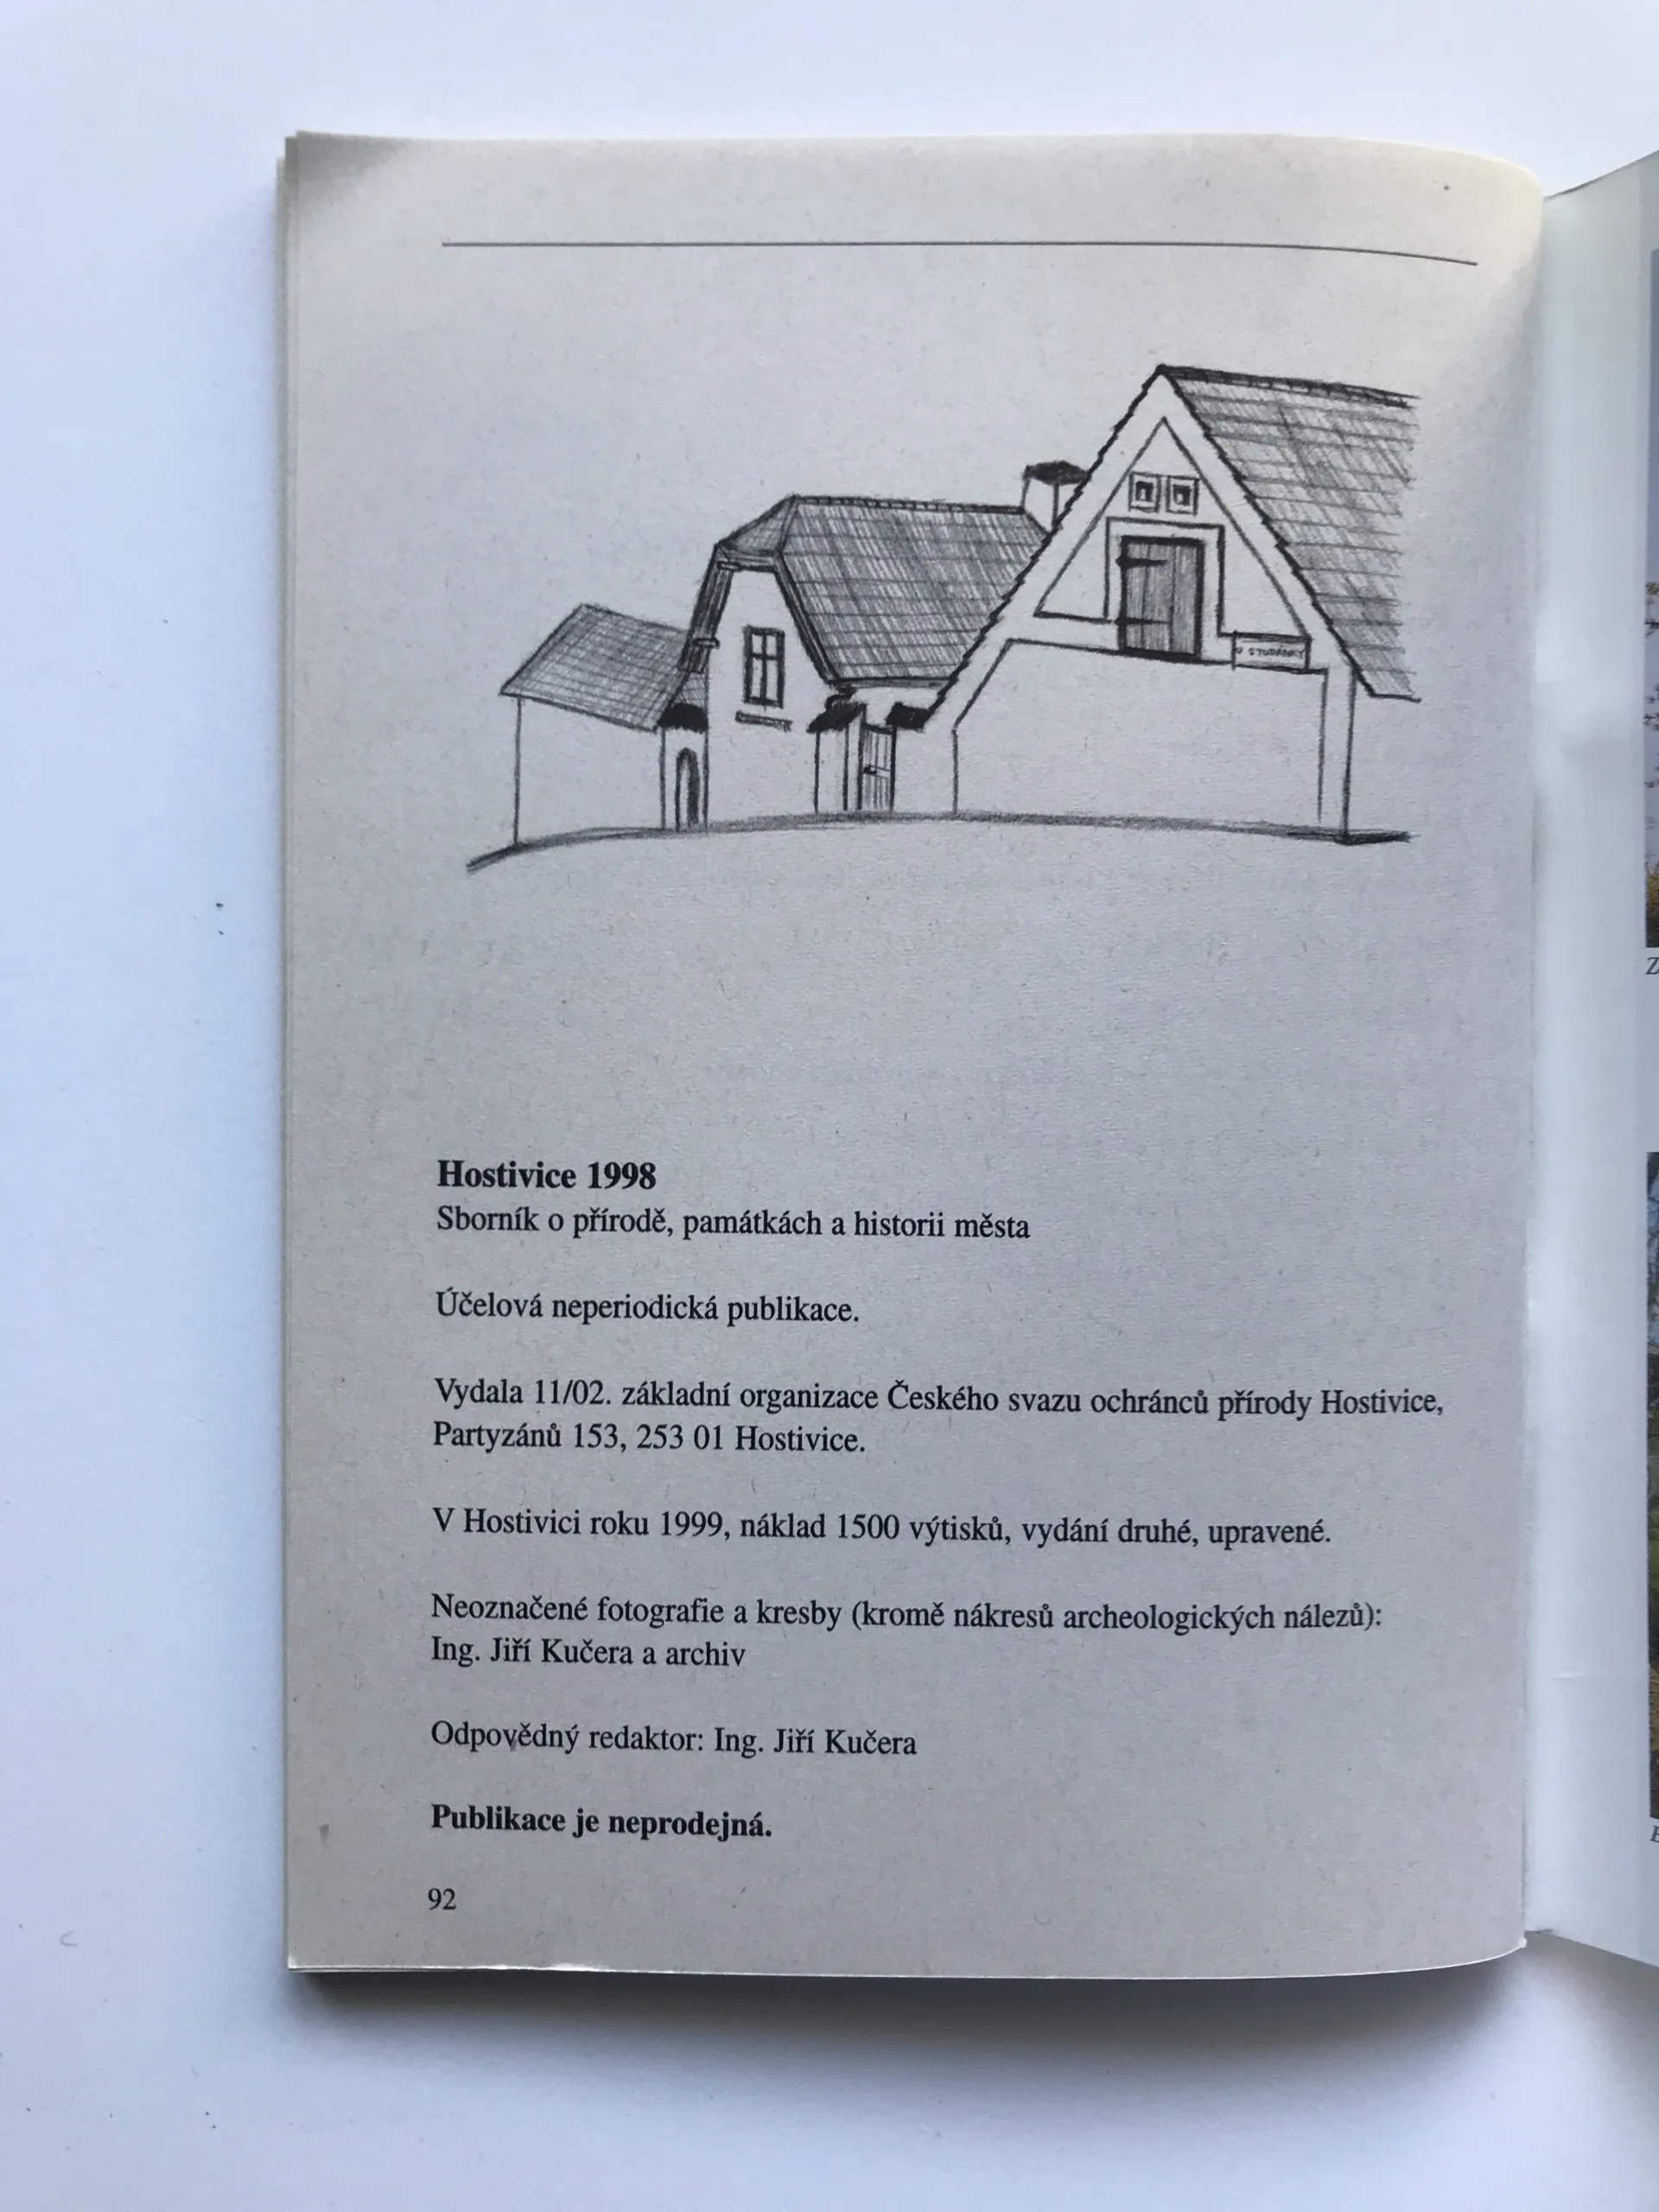 U STUDÁNKY
Hostivice 1998
Sborník o přírodě, památkách a historii města
Účelová neperiodická publikace.
Vydala 11/02. základní organizace Českého svazu ochránců přírody Hostivice,
Partyzánů 153, 253 01 Hostivice.
V Hostivici roku 1999, náklad 1500 výtisků, vydání druhé, upravené.
Neoznačené fotografie a kresby (kromě nákresů archeologických nálezů):
Ing. Jiří Kučera a archiv
Odpovědný redaktor: Ing. Jiří Kučera
Publikace je neprodejná.
92